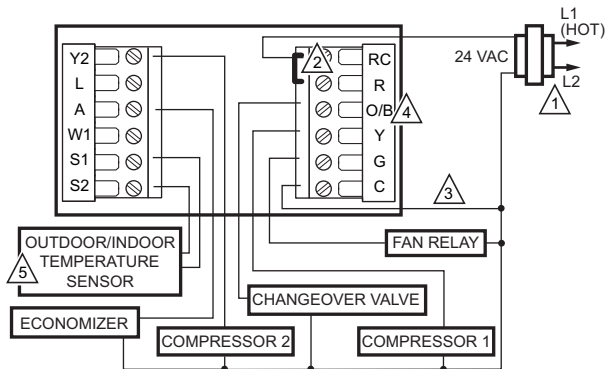 L1
(HOT)
24 VAC
L2
1
Y2
L
A
W1
S1
S2
2
RC
R
O/B
Y
G
C
4
3
OUTDOOR/INDOOR
TEMPERATURE
SENSOR
5
FAN RELAY
CHANGEOVER VALVE
ECONOMIZER
COMPRESSOR 2
COMPRESSOR 1